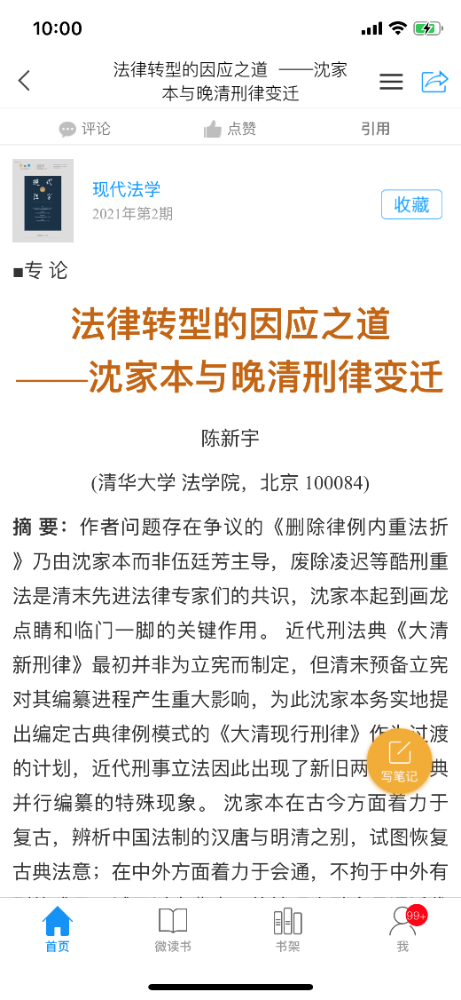 10:00
法律转型的因应之道 ——沈家
本与晚清刑律变迁
评论
点赞
引用
现代法学
2021年第2期
收藏
■专 论
法律转型的因应之道
——沈家本与晚清刑律变迁
陈新宇
(清华大学 法学院，北京 100084)
摘 要：作者问题存在争议的《删除律例内重法折
》乃由沈家本而非伍廷芳主导，废除凌迟等酷刑重
法是清末先进法律专家们的共识，沈家本起到画龙
点睛和临门一脚的关键作用。 近代刑法典《大清
新刑律》最初并非为立宪而制定，但清末预备立宪
对其编纂进程产生重大影响，为此沈家本务实地提
出编定古典律例模式的《大清现行刑律》作为过渡
的计划，近代刑事立法因此出现了新旧两 典
并行编纂的特殊现象。 沈家本在古今方面着力于
复古，辨析中国法制的汉唐与明清之别，试图恢复
古典法意；在中外方面着力于会通，不拘于中外有
写笔记
首页
微读书
书架
99+
我